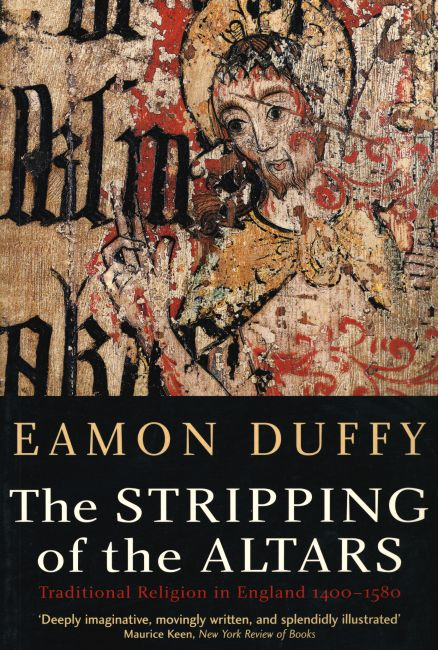 EAMON DUFFY
The STRIPPING
of the ALTARS
Traditional Religion in England 1400–1580
‘Deeply imaginative, movingly written, and splendidly illustrated’
Maurice Keen, New York Review of Books